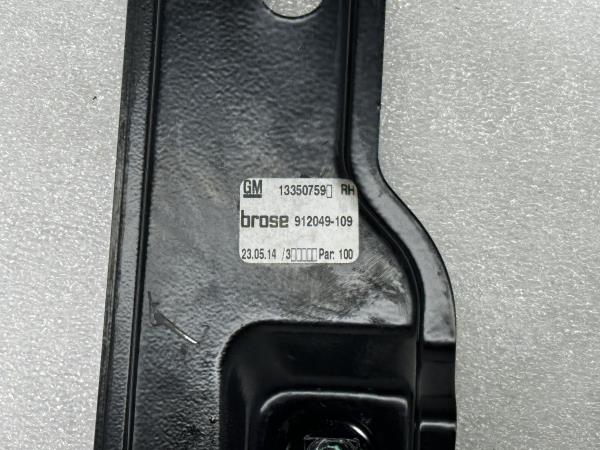 GM 13350759▯ RH
brose 912049-109
23.05.14 /3▯▯▯▯▯ Par: 100